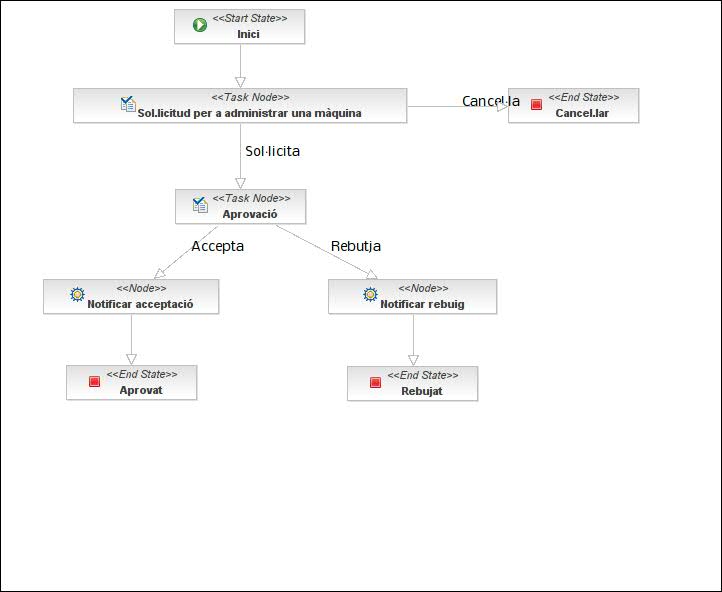 <<Start State>>
Inici
<<Task Node>>
Sol.licitud per a administrar una màquina
Cancel·la
<<End State>>
Cancel.lar
Sol·licita
<<Task Node>>
Aprovació
Accepta
Rebutja
<<Node>>
Notificar acceptació
<<Node>>
Notificar rebuig
<<End State>>
Aprovat
<<End State>>
Rebujat